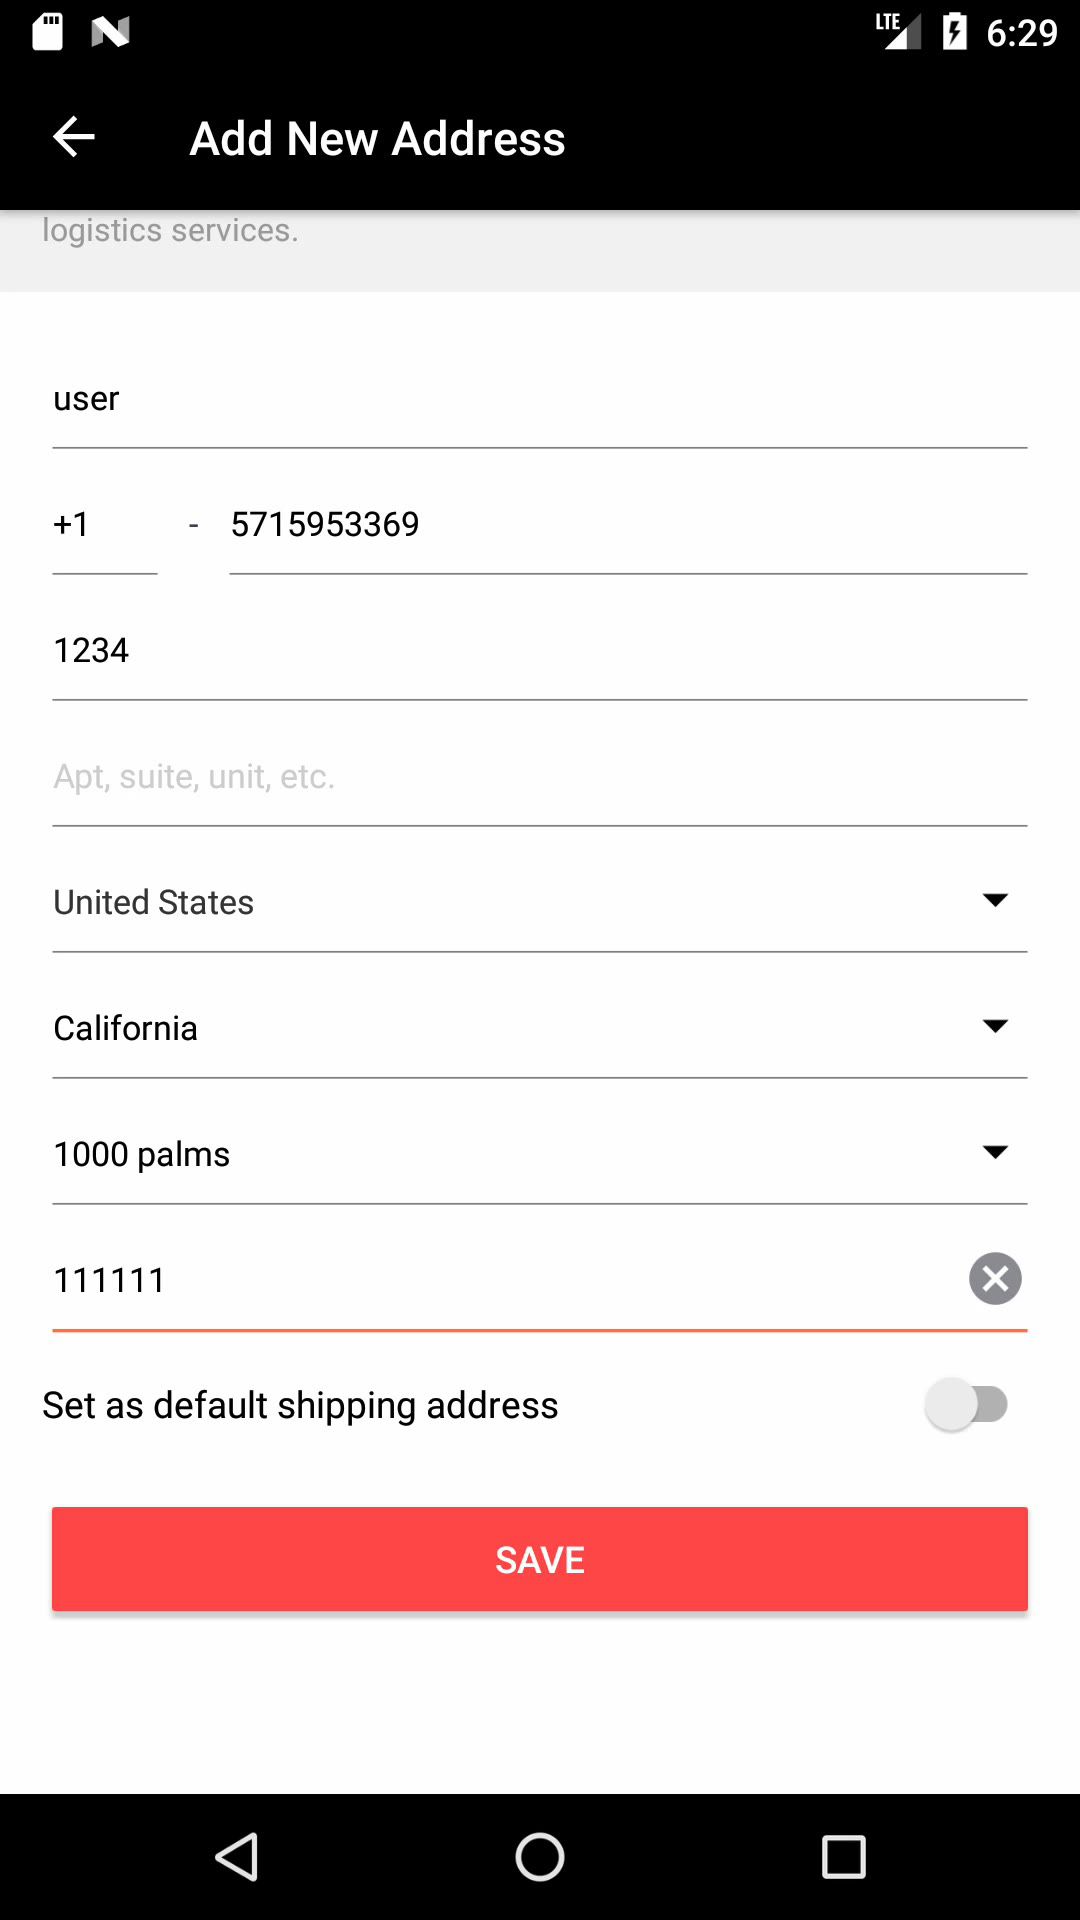 LTE 6:29
Add New Address
logistics services.
user
+1 - 5715953369
1234
Apt, suite, unit, etc.
United States
California
1000 palms
111111
Set as default shipping address
SAVE